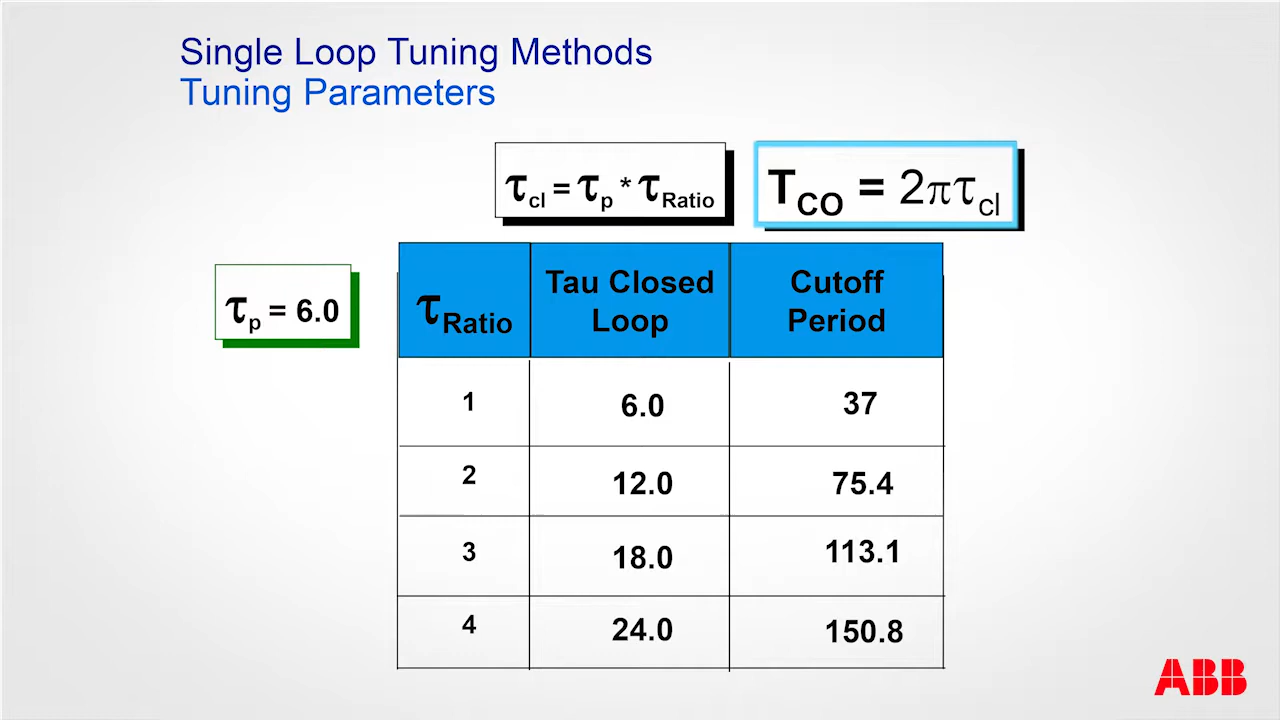 Single Loop Tuning Methods
Tuning Parameters
τcl = τp * τRatio
TCO = 2πτcl
τp = 6.0
τRatio
Tau Closed
Loop
Cutoff
Period
1
6.0
37
2
12.0
75.4
3
18.0
113.1
4
24.0
150.8
ABB